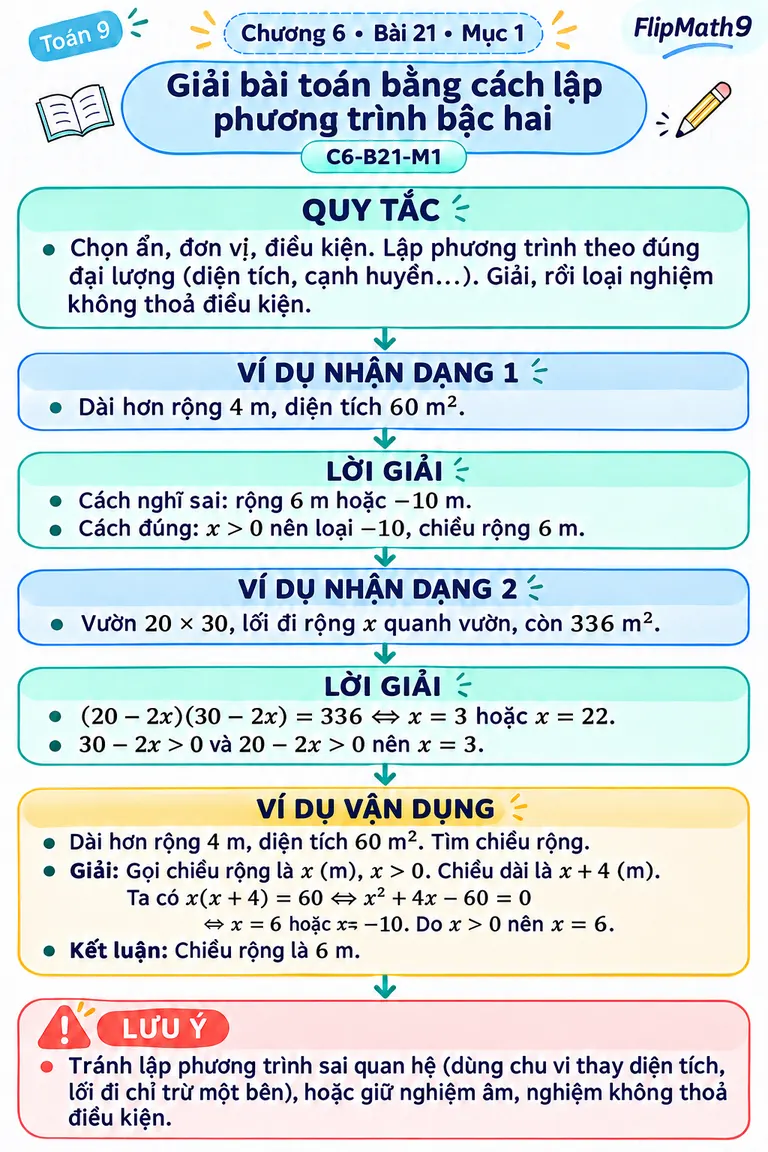 Toán 9
Chương 6 • Bài 21 • Mục 1
FlipMath9
Giải bài toán bằng cách lập
phương trình bậc hai
C6-B21-M1
QUY TẮC
• Chọn ẩn, đơn vị, điều kiện. Lập phương trình theo đúng
đại lượng (diện tích, cạnh huyền...). Giải, rồi loại nghiệm
không thoả điều kiện.
VÍ DỤ NHẬN DẠNG 1
• Dài hơn rộng 4 m, diện tích 60 m².
LỜI GIẢI
• Cách nghĩ sai: rộng 6 m hoặc −10 m.
• Cách đúng: x > 0 nên loại −10, chiều rộng 6 m.
VÍ DỤ NHẬN DẠNG 2
• Vườn 20 × 30, lối đi rộng x quanh vườn, còn 336 m².
LỜI GIẢI
• (20 − 2x)(30 − 2x) = 336 ⇔ x = 3 hoặc x = 22.
• 30 − 2x > 0 và 20 − 2x > 0 nên x = 3.
VÍ DỤ VẬN DỤNG
• Dài hơn rộng 4 m, diện tích 60 m². Tìm chiều rộng.
• Giải: Gọi chiều rộng là x (m), x > 0. Chiều dài là x + 4 (m).
Ta có x(x + 4) = 60 ⇔ x² + 4x − 60 = 0
⇔ x = 6 hoặc x = −10. Do x > 0 nên x = 6.
• Kết luận: Chiều rộng là 6 m.
LƯU Ý
• Tránh lập phương trình sai quan hệ (dùng chu vi thay diện tích,
lối đi chỉ trừ một bên), hoặc giữ nghiệm âm, nghiệm không thoả
điều kiện.